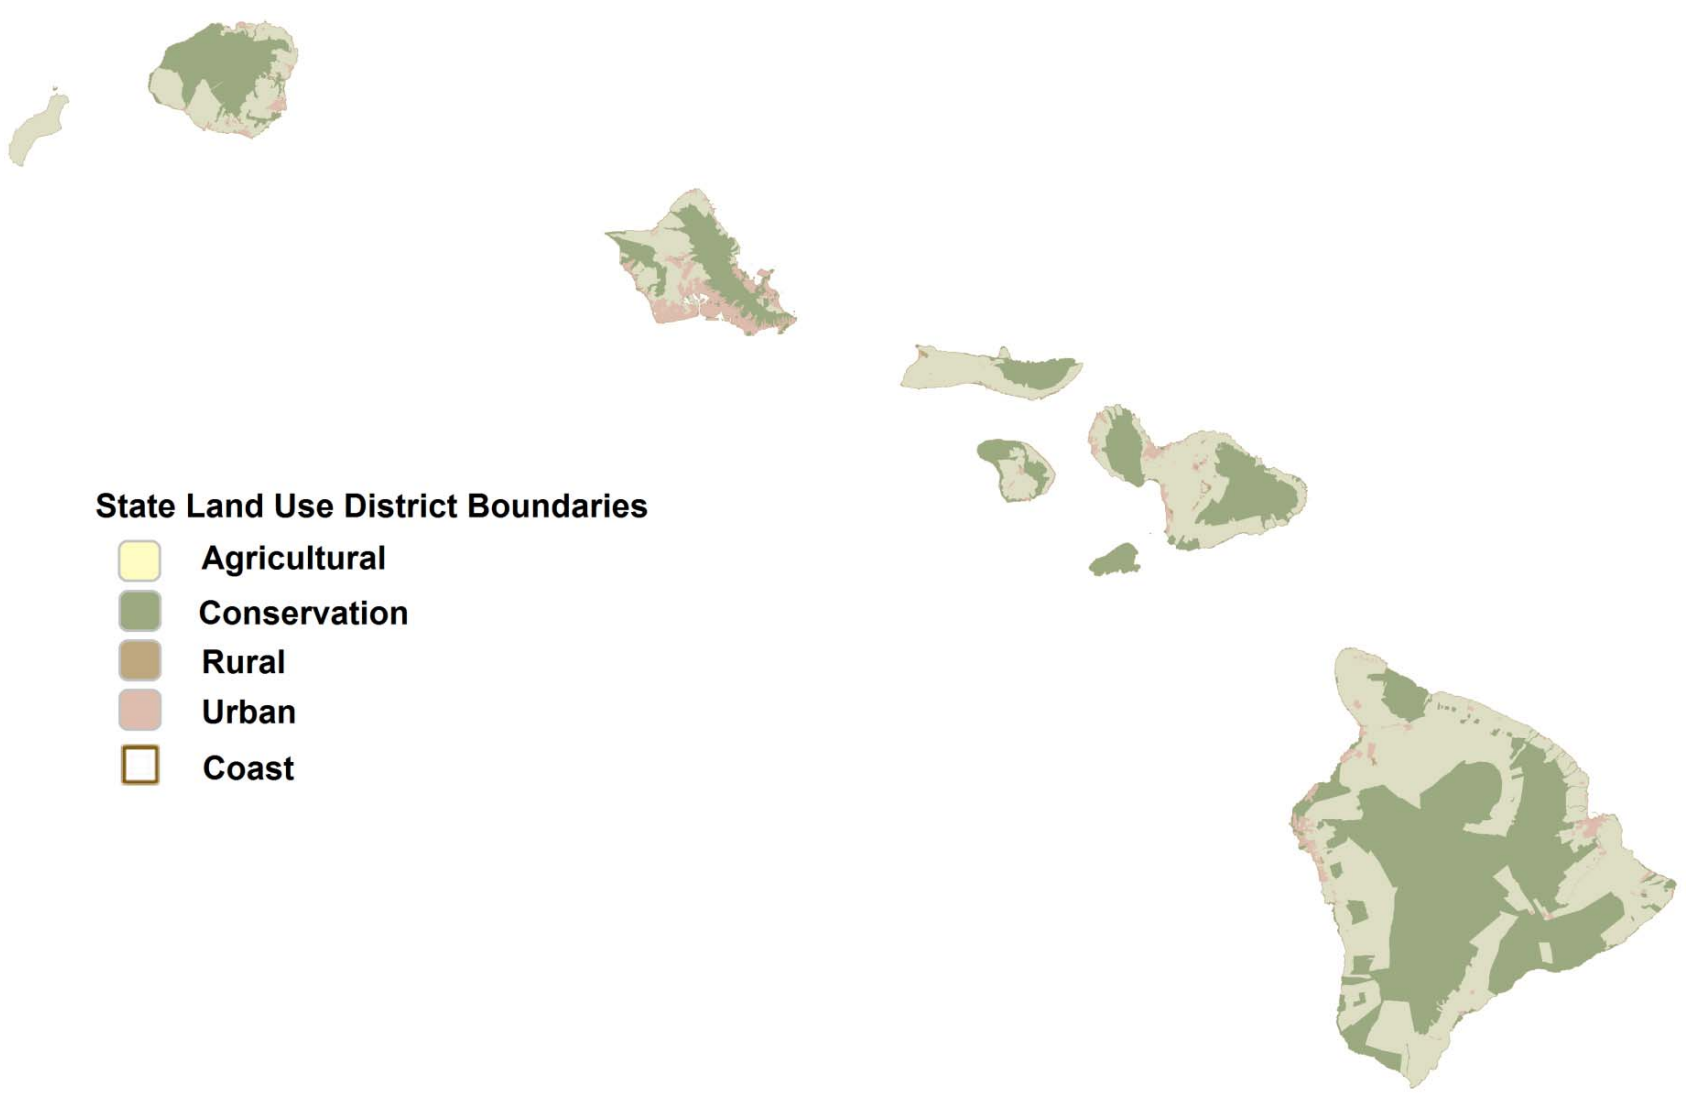 State Land Use District Boundaries
Agricultural
Conservation
Rural
Urban
Coast